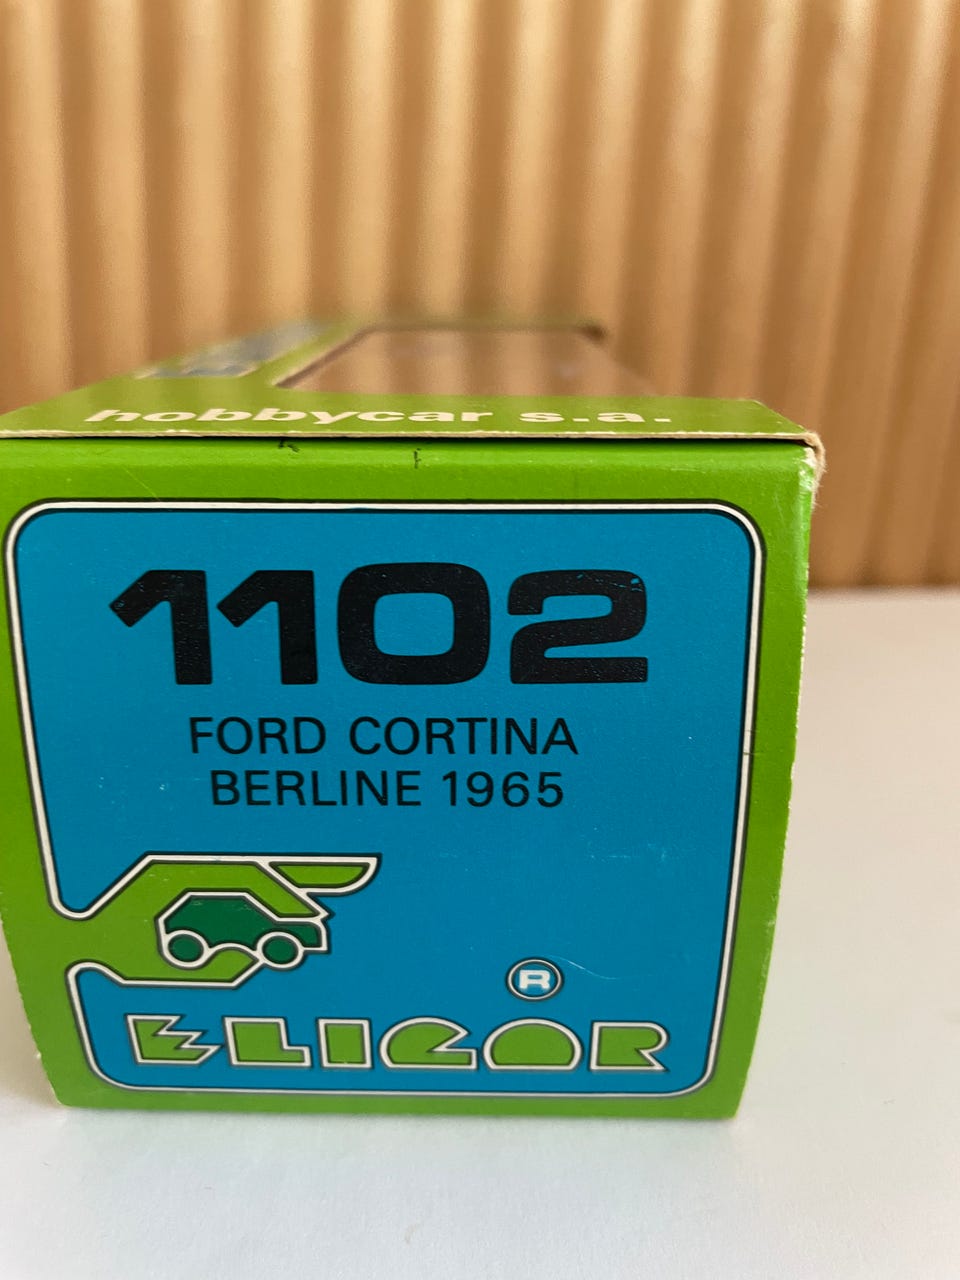 hobbycar s.a.
1102
FORD CORTINA
BERLINE 1965
®
ELIGOR